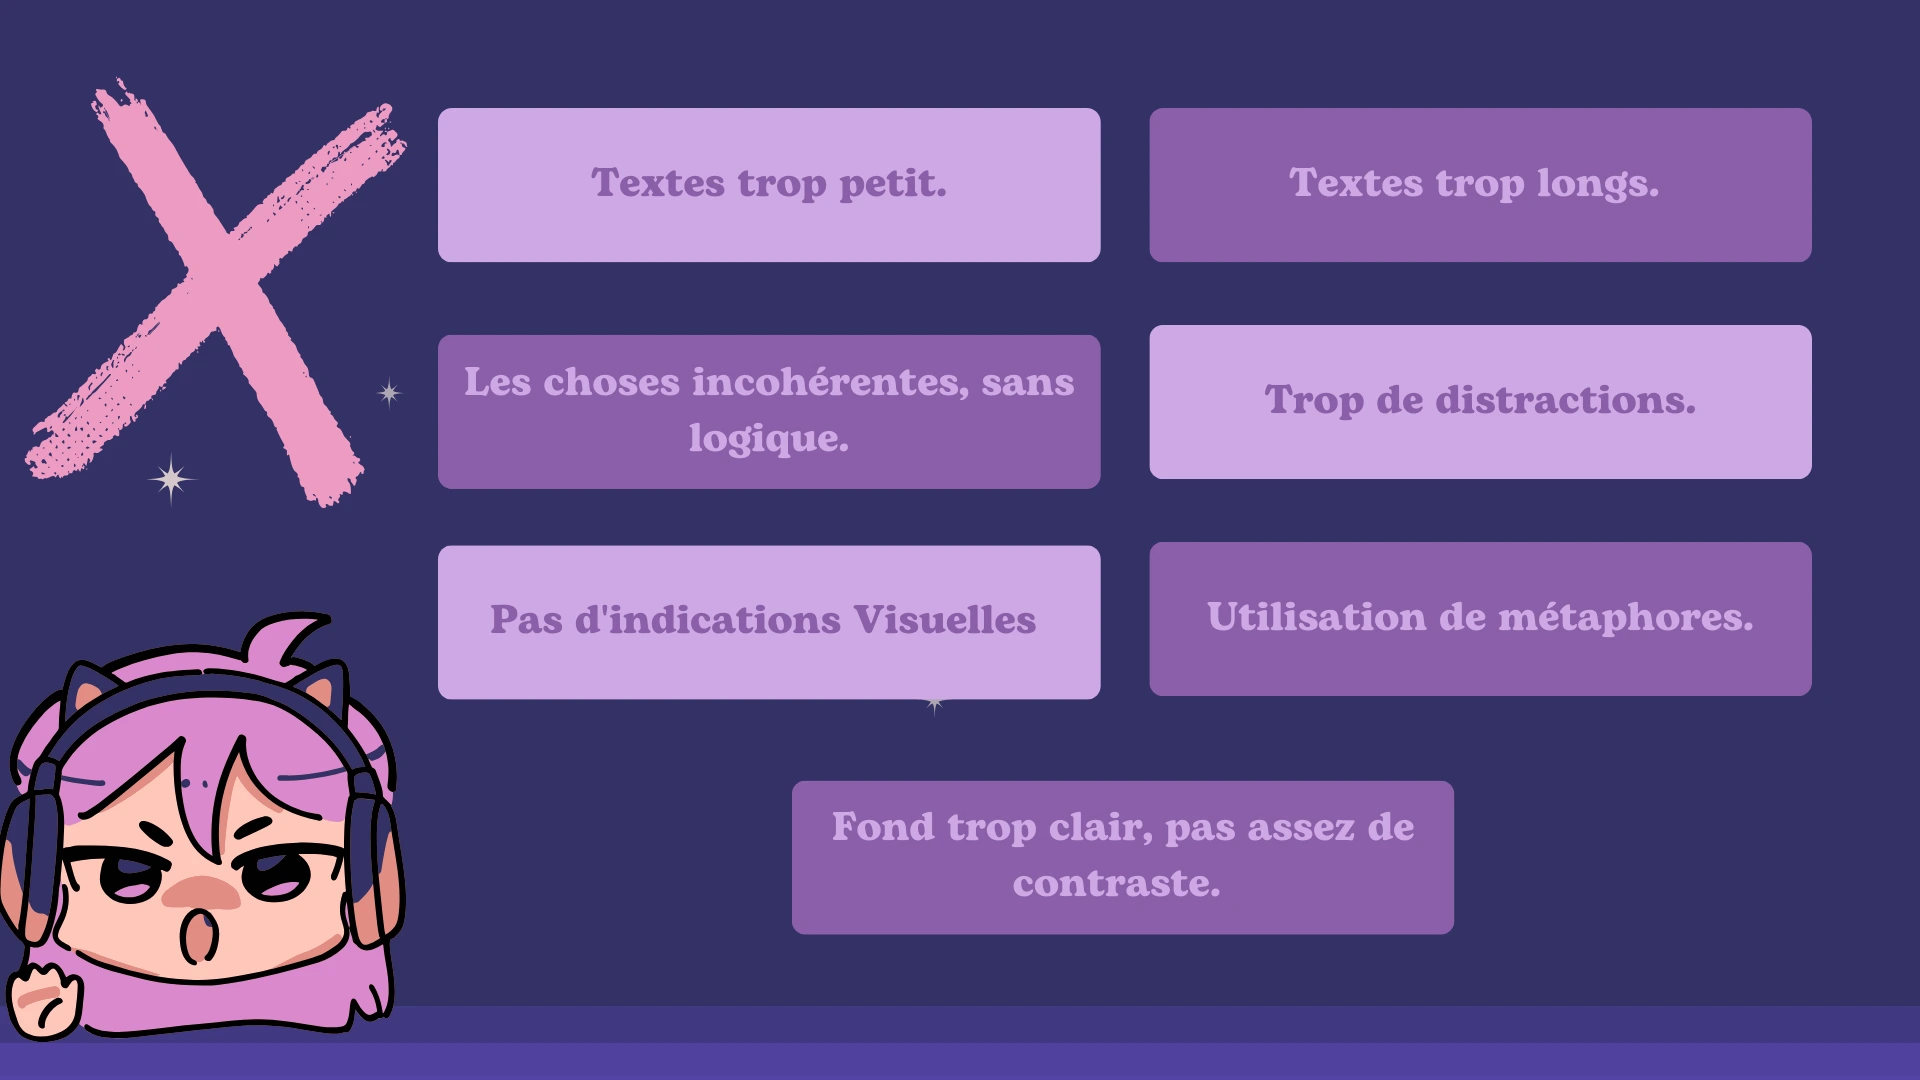 Textes trop petit.
Textes trop longs.
Les choses incohérentes, sans
logique.
Trop de distractions.
Pas d'indications Visuelles
Utilisation de métaphores.
Fond trop clair, pas assez de
contraste.